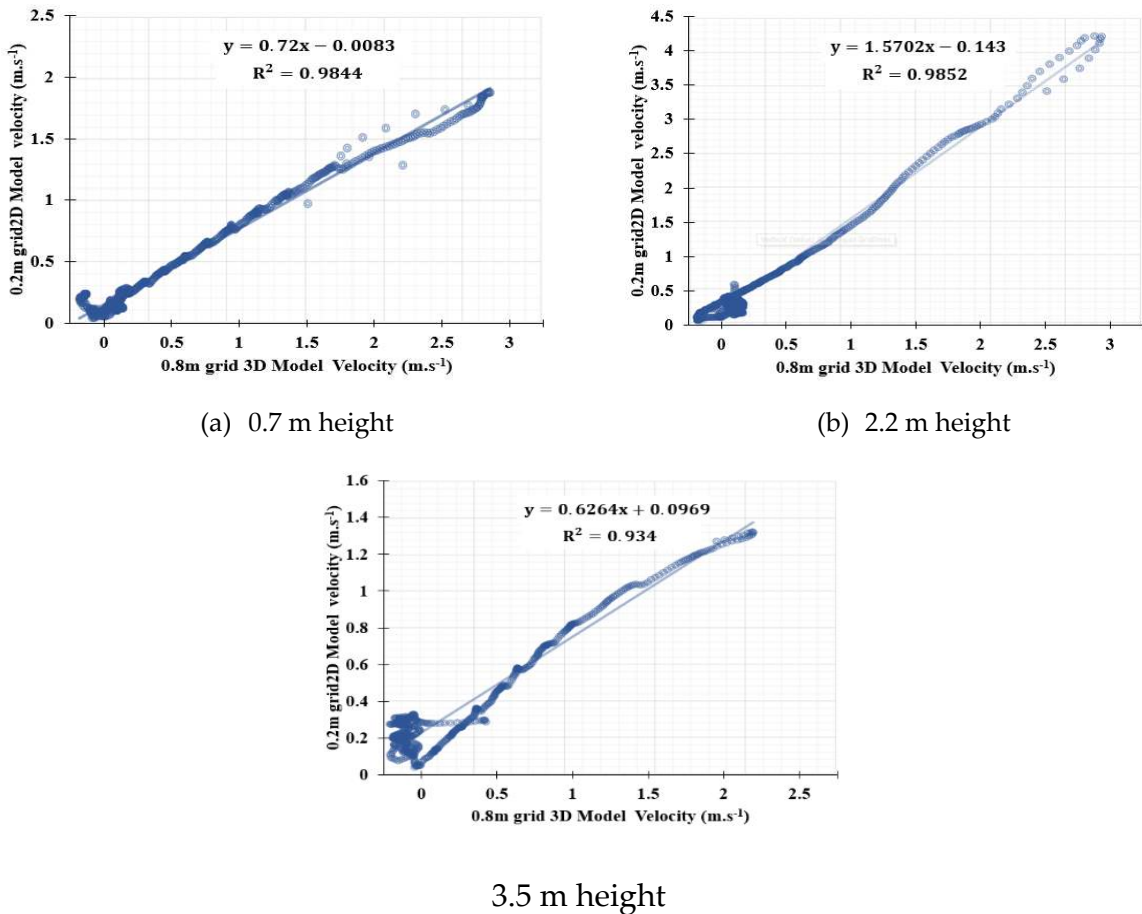 2.5
2
1.5
1
0.5
0
0.2m grid2D Model velocity (m.s-1)
y = 0.72x − 0.0083
R² = 0.9844
0 0.5 1 1.5 2 2.5 3
0.8m grid 3D Model Velocity (m.s-1)
(a) 0.7 m height
4.5
4
3.5
3
2.5
2
1.5
1
0.5
0
0.2m grid2D Model velocity (m.s-1)
y = 1.5702x − 0.143
R² = 0.9852
0 0.5 1 1.5 2 2.5 3
0.8m grid 3D Model Velocity (m.s-1)
(b) 2.2 m height
1.6
1.4
1.2
1
0.8
0.6
0.4
0.2
0
0.2m grid2D Model velocity (m.s-1)
y = 0.6264x + 0.0969
R² = 0.934
0 0.5 1 1.5 2 2.5
0.8m grid 3D Model Velocity (m.s-1)
3.5 m height